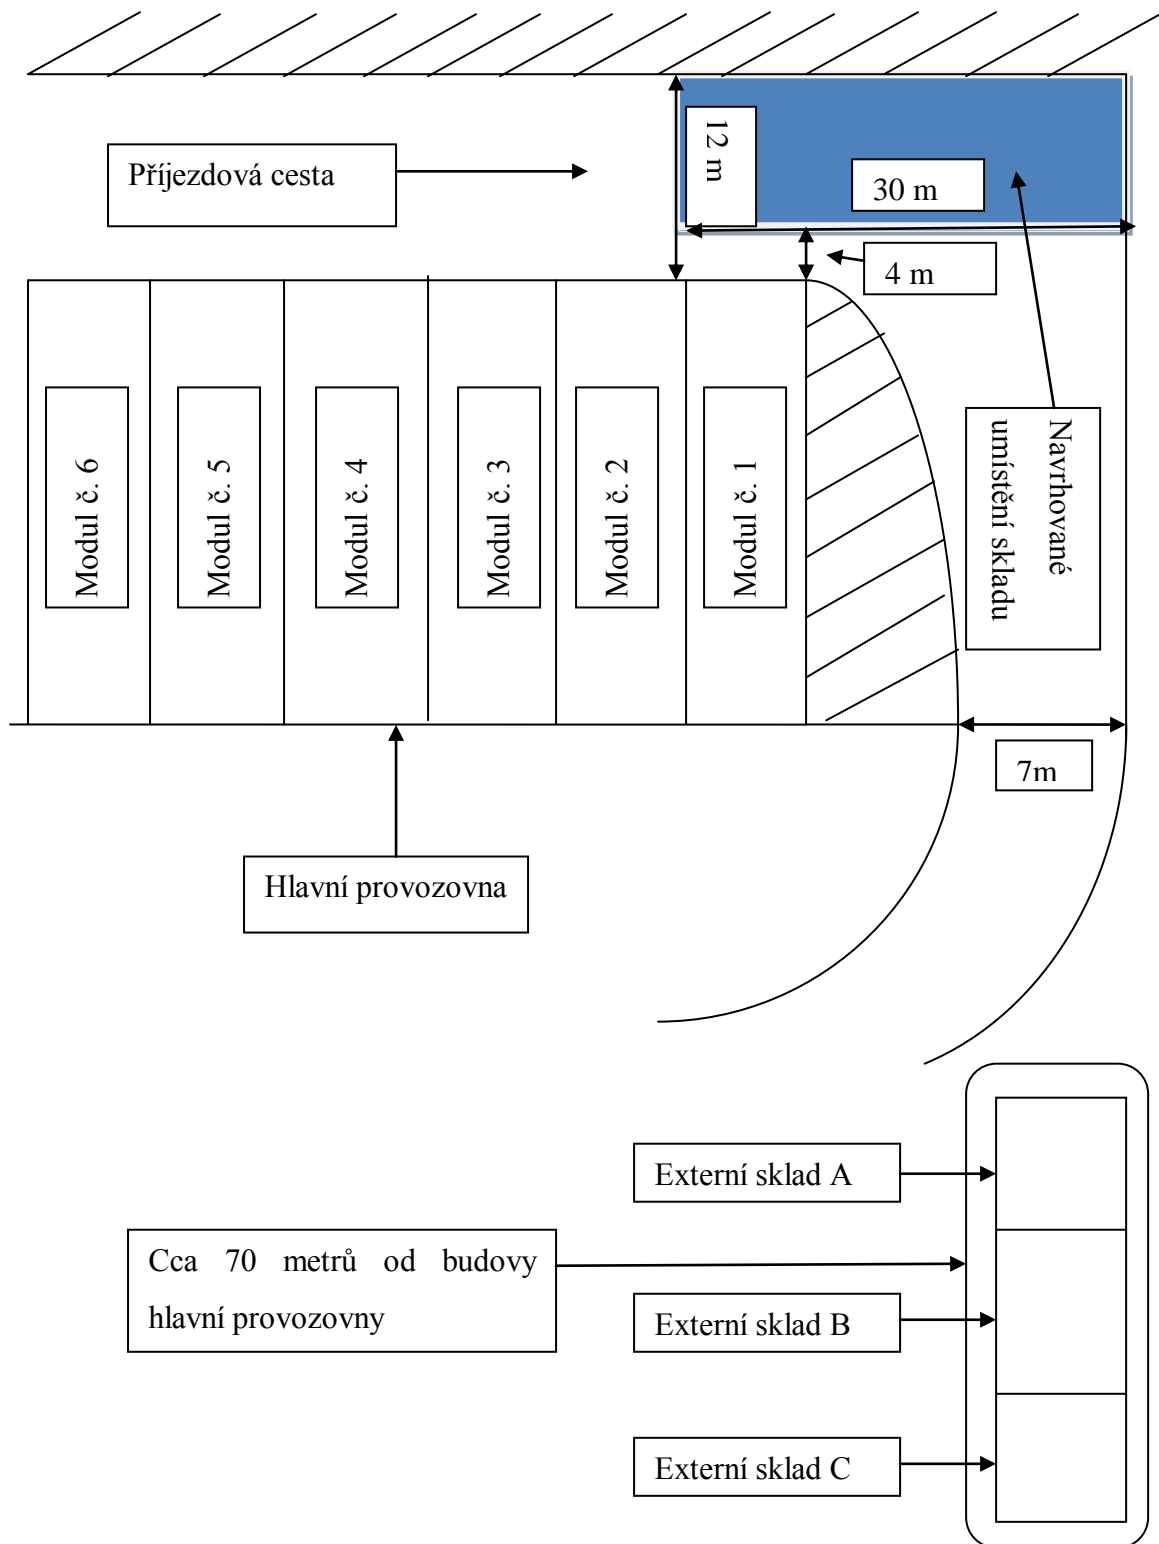 12 m
Příjezdová cesta
30 m
4 m
Navrhované
umístění skladu
Modul č. 6
Modul č. 5
Modul č. 4
Modul č. 3
Modul č. 2
Modul č. 1
7m
Hlavní provozovna
Externí sklad A
Cca 70 metrů od budovy
hlavní provozovny
Externí sklad B
Externí sklad C